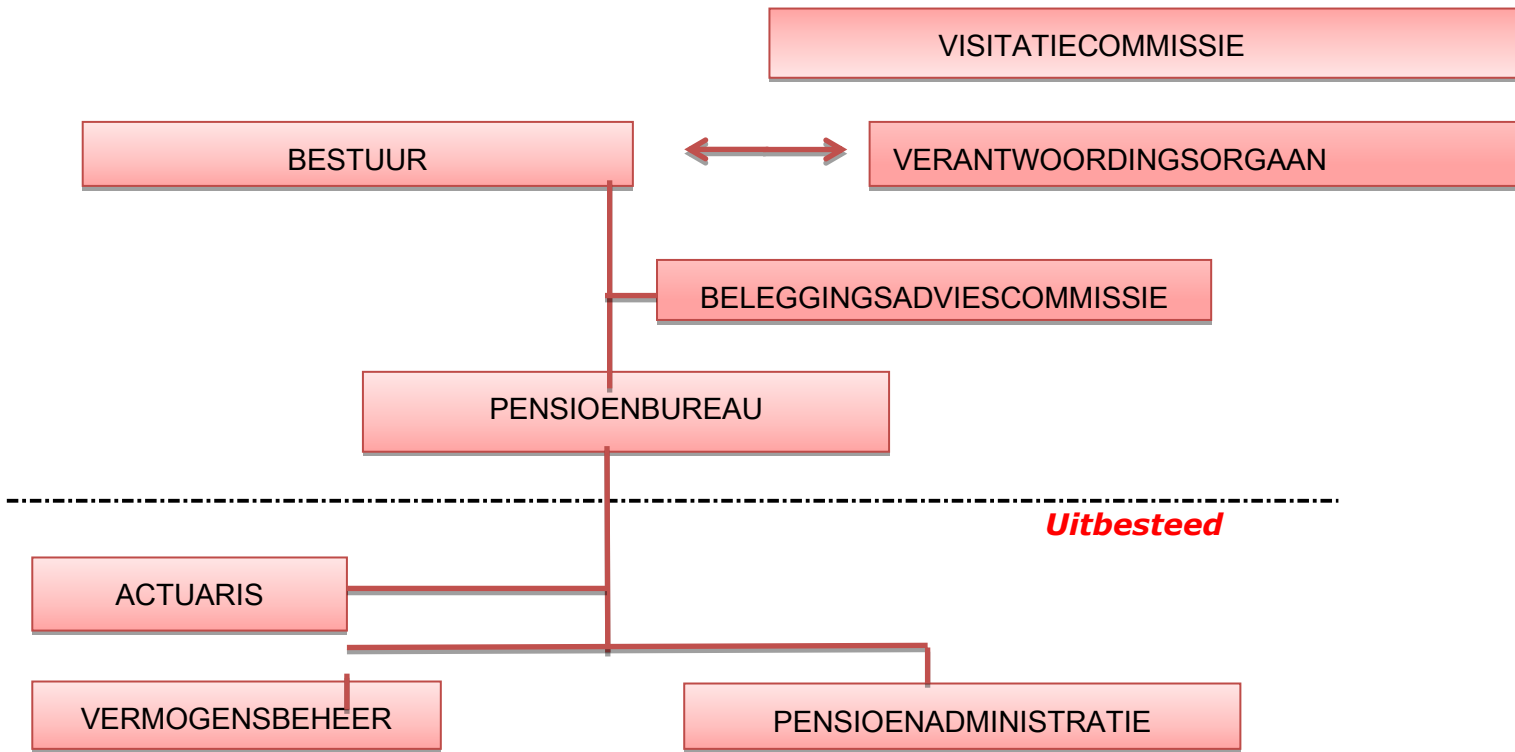 VISITATIECOMMISSIE
BESTUUR
VERANTWOORDINGSORGAAN
BELEGGINGSADVIESCOMMISSIE
PENSIOENBUREAU
Uitbesteed
ACTUARIS
VERMOGENSBEHEER
PENSIOENADMINISTRATIE